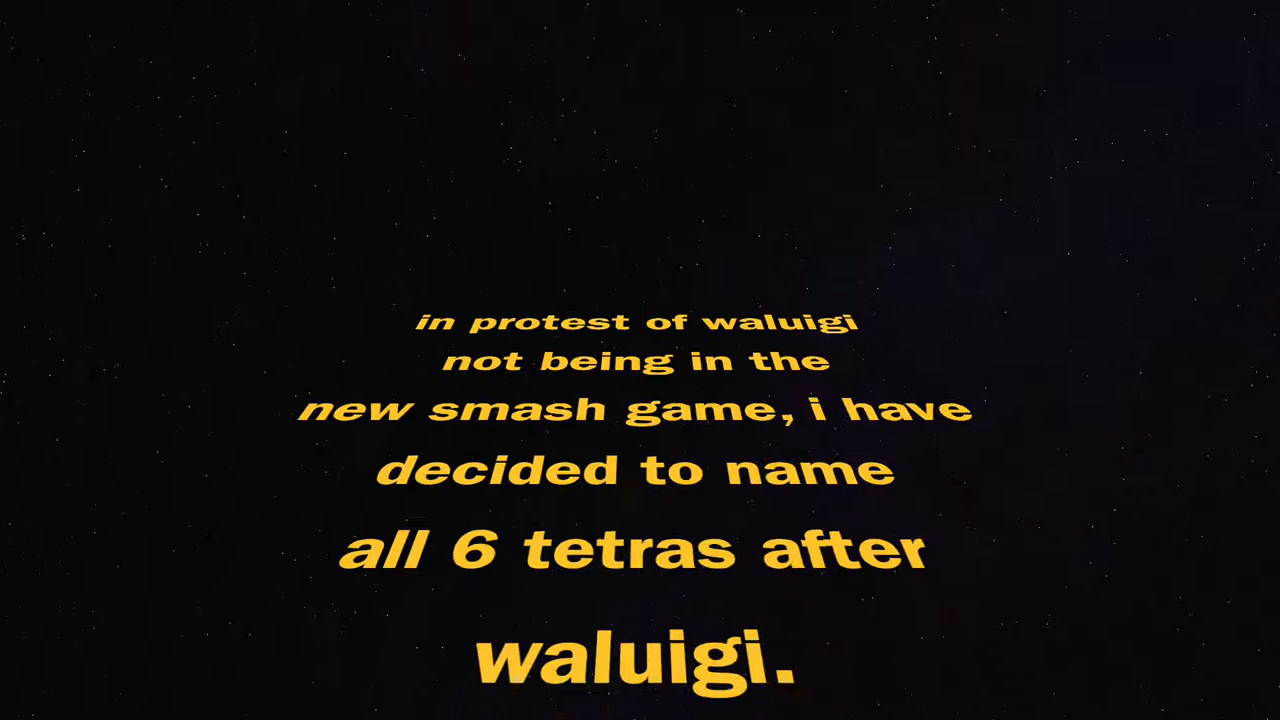 in protest of waluigi
not being in the
new smash game, i have
decided to name
all 6 tetras after
waluigi.